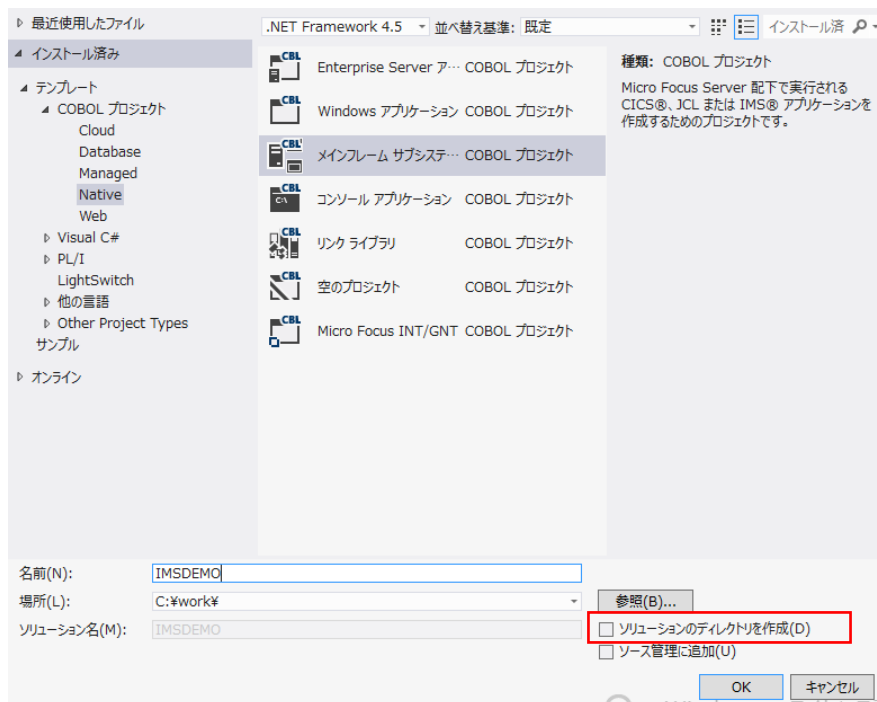 最近使用したファイル
.NET Framework 4.5 並べ替え基準: 既定 インストール済
インストール済み
テンプレート
COBOL プロジェクト
Cloud
Database
Managed
Native
Web
Visual C#
PL/I
LightSwitch
他の言語
Other Project Types
サンプル
オンライン
CBL Enterprise Server ア… COBOL プロジェクト
CBL Windows アプリケーション COBOL プロジェクト
CBL メインフレーム サブシステ… COBOL プロジェクト
CBL C:\ コンソール アプリケーション COBOL プロジェクト
CBL リンク ライブラリ COBOL プロジェクト
CBL 空のプロジェクト COBOL プロジェクト
CBL Micro Focus INT/GNT COBOL プロジェクト
種類: COBOL プロジェクト
Micro Focus Server 配下で実行される
CICS®、JCL または IMS® アプリケーションを
作成するためのプロジェクトです。
名前(N): IMSDEMO
場所(L): C:¥work¥ 参照(B)...
ソリューション名(M): IMSDEMO ソリューションのディレクトリを作成(D)
ソース管理に追加(U)
OK キャンセル